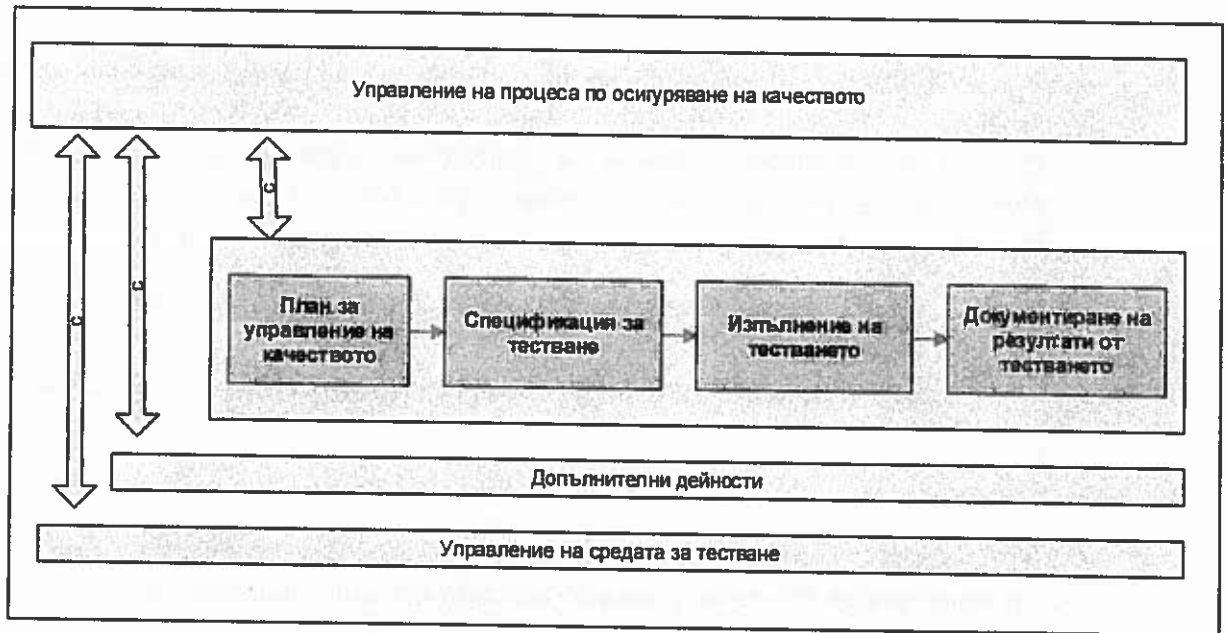 Управление на процеса по осигуряване на качеството
С
С
С
План за
управление на
качеството
Спецификация за
тестване
Изпълнение на
тестването
Документиране на
резултати от
тестването
Допълнителни дейности
Управление на средата за тестване